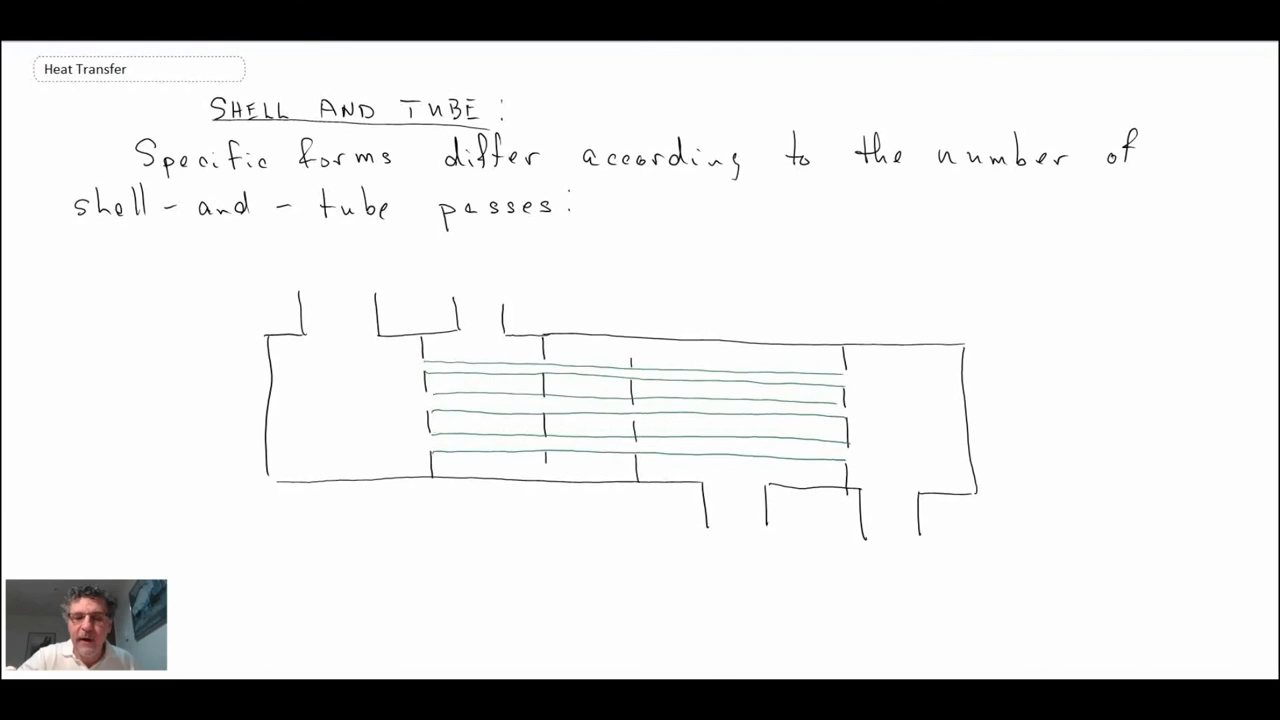 Heat Transfer
SHELL AND TUBE:
Specific forms differ according to the number of
shell-and-tube passes: